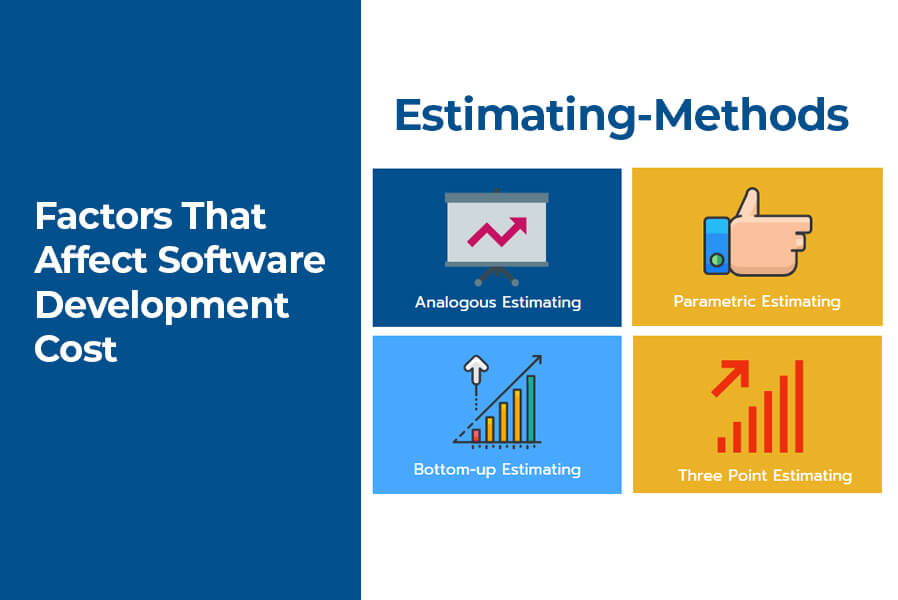 Factors That
Affect Software
Development
Cost
Estimating-Methods
Analogous Estimating
Parametric Estimating
Bottom-up Estimating
Three Point Estimating